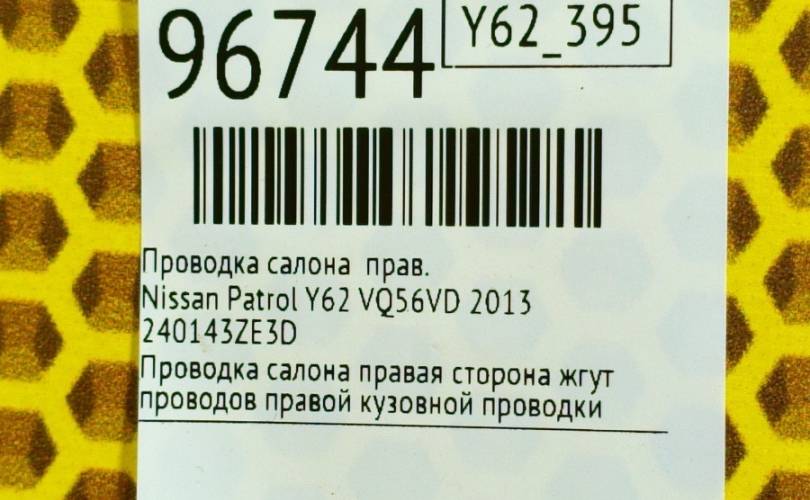 96744
Y62_395
Проводка салона прав.
Nissan Patrol Y62 VQ56VD 2013
240143ZE3D
Проводка салона правая сторона жгут
проводов правой кузовной проводки